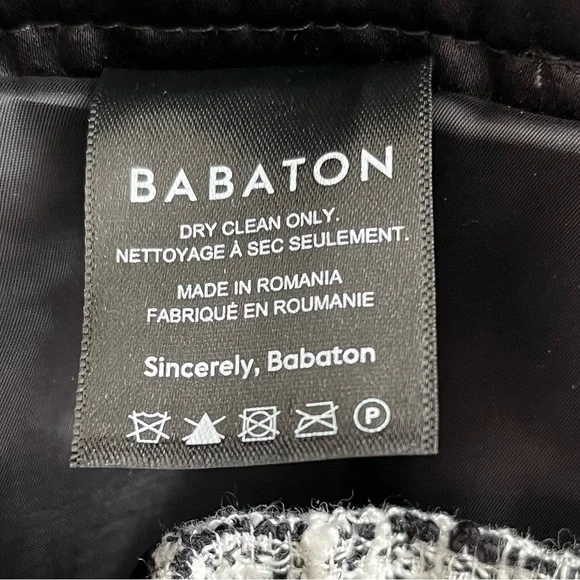 BABATON
DRY CLEAN ONLY.
NETTOYAGE À SEC SEULEMENT.
MADE IN ROMANIA
FABRIQUÉ EN ROUMANIE
Sincerely, Babaton
P